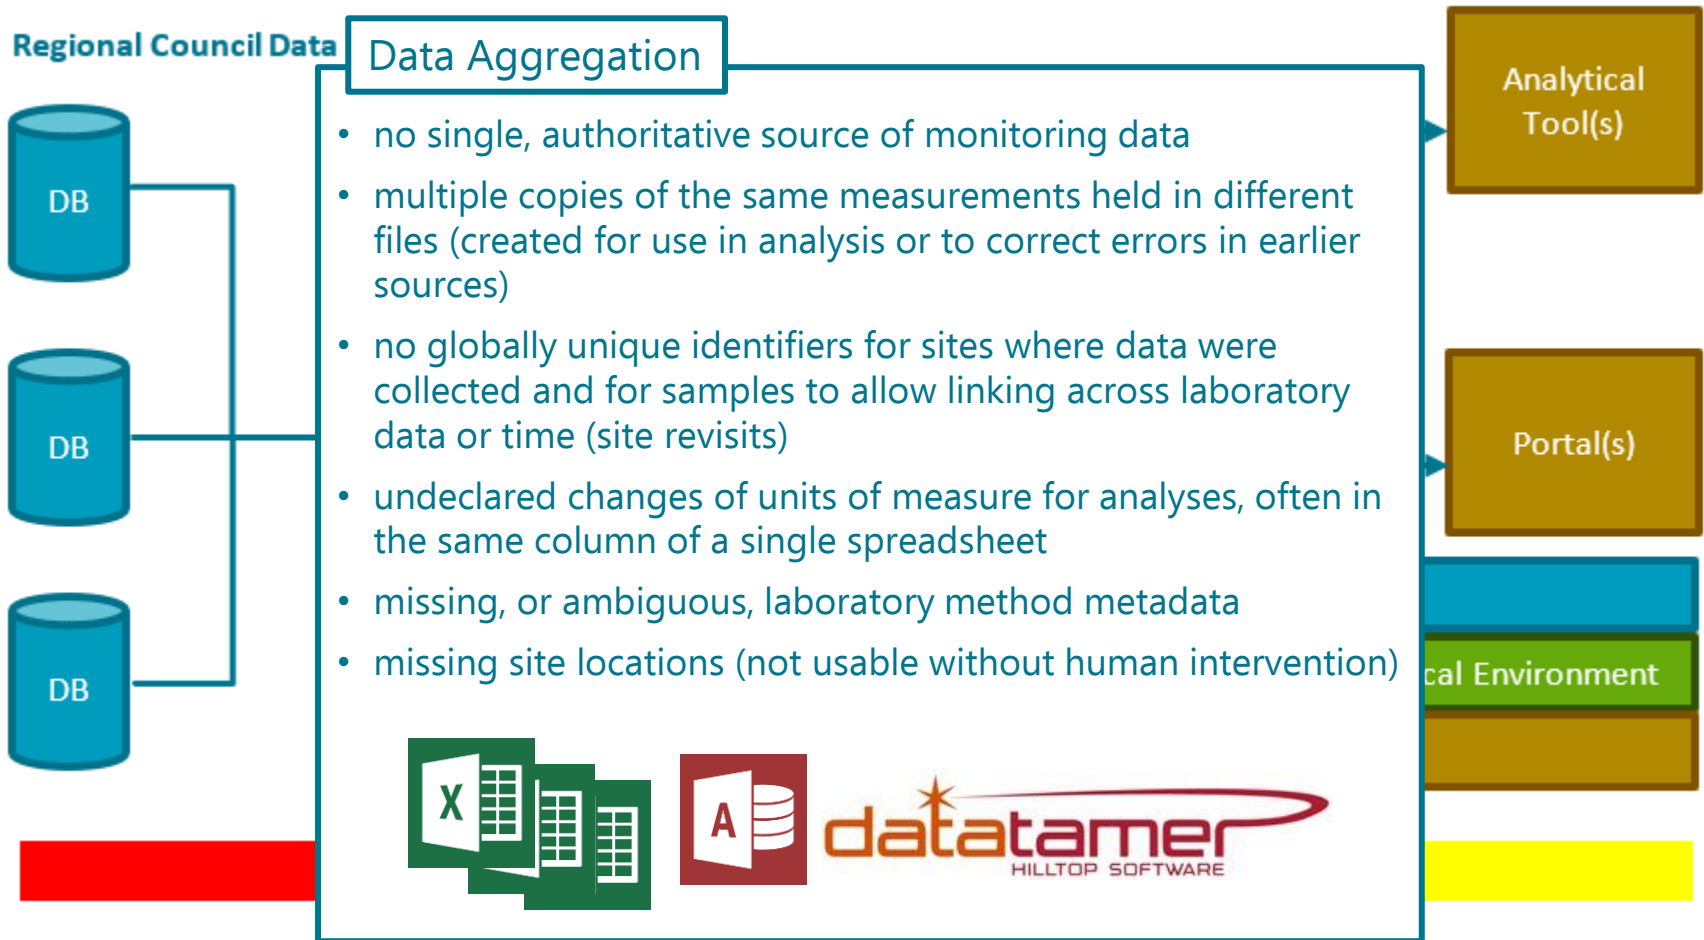 Regional Council Data
Data Aggregation
Analytical
Tool(s)
• no single, authoritative source of monitoring data
• multiple copies of the same measurements held in different
files (created for use in analysis or to correct errors in earlier
sources)
• no globally unique identifiers for sites where data were
collected and for samples to allow linking across laboratory
data or time (site revisits)
• undeclared changes of units of measure for analyses, often in
the same column of a single spreadsheet
• missing, or ambiguous, laboratory method metadata
• missing site locations (not usable without human intervention)
DB
DB
DB
Portal(s)
cal Environment
X
A
datatamer
HILLTOP SOFTWARE